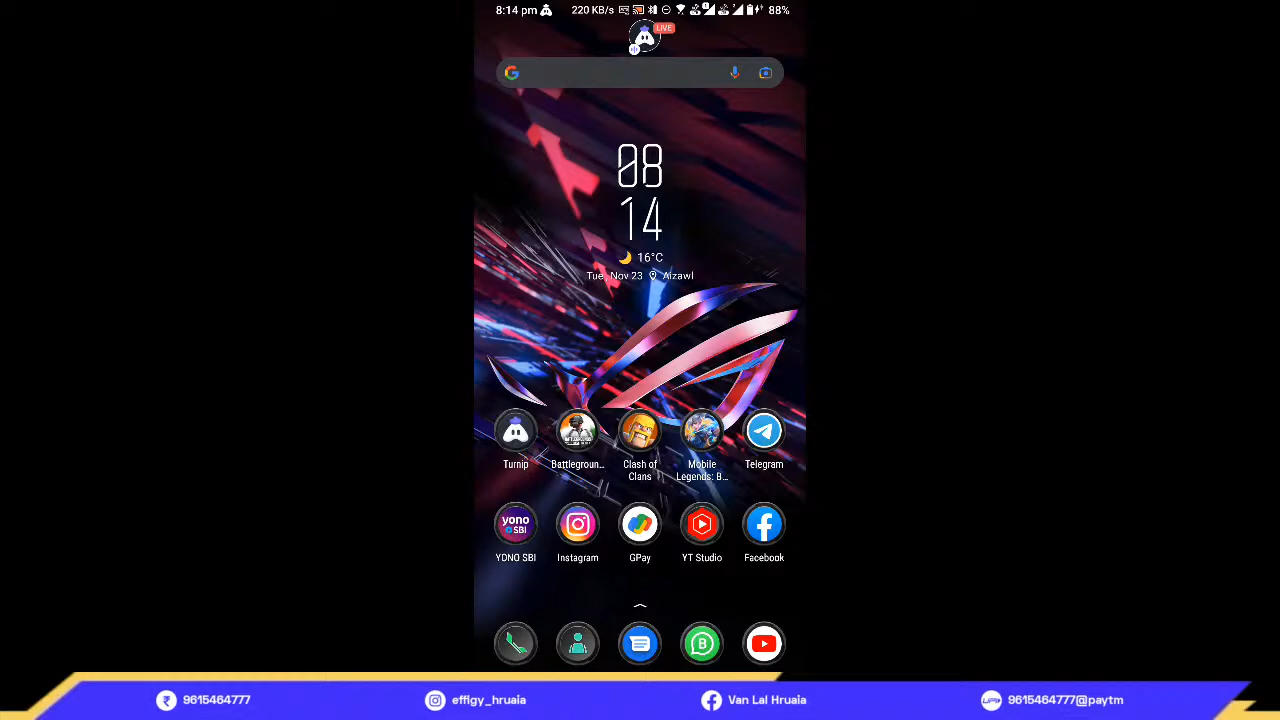 8:14 pm 220 KB/s 88%
LIVE
08
14
16°C
Tue, Nov 23 Aizawl
Turnip Battlegroun... Clash of Clans Mobile Legends: B... Telegram
yono
SBI
YONO SBI Instagram GPay YT Studio Facebook
B
9615464777 effigy_hruaia Van Lal Hruaia UPI 9615464777@paytm